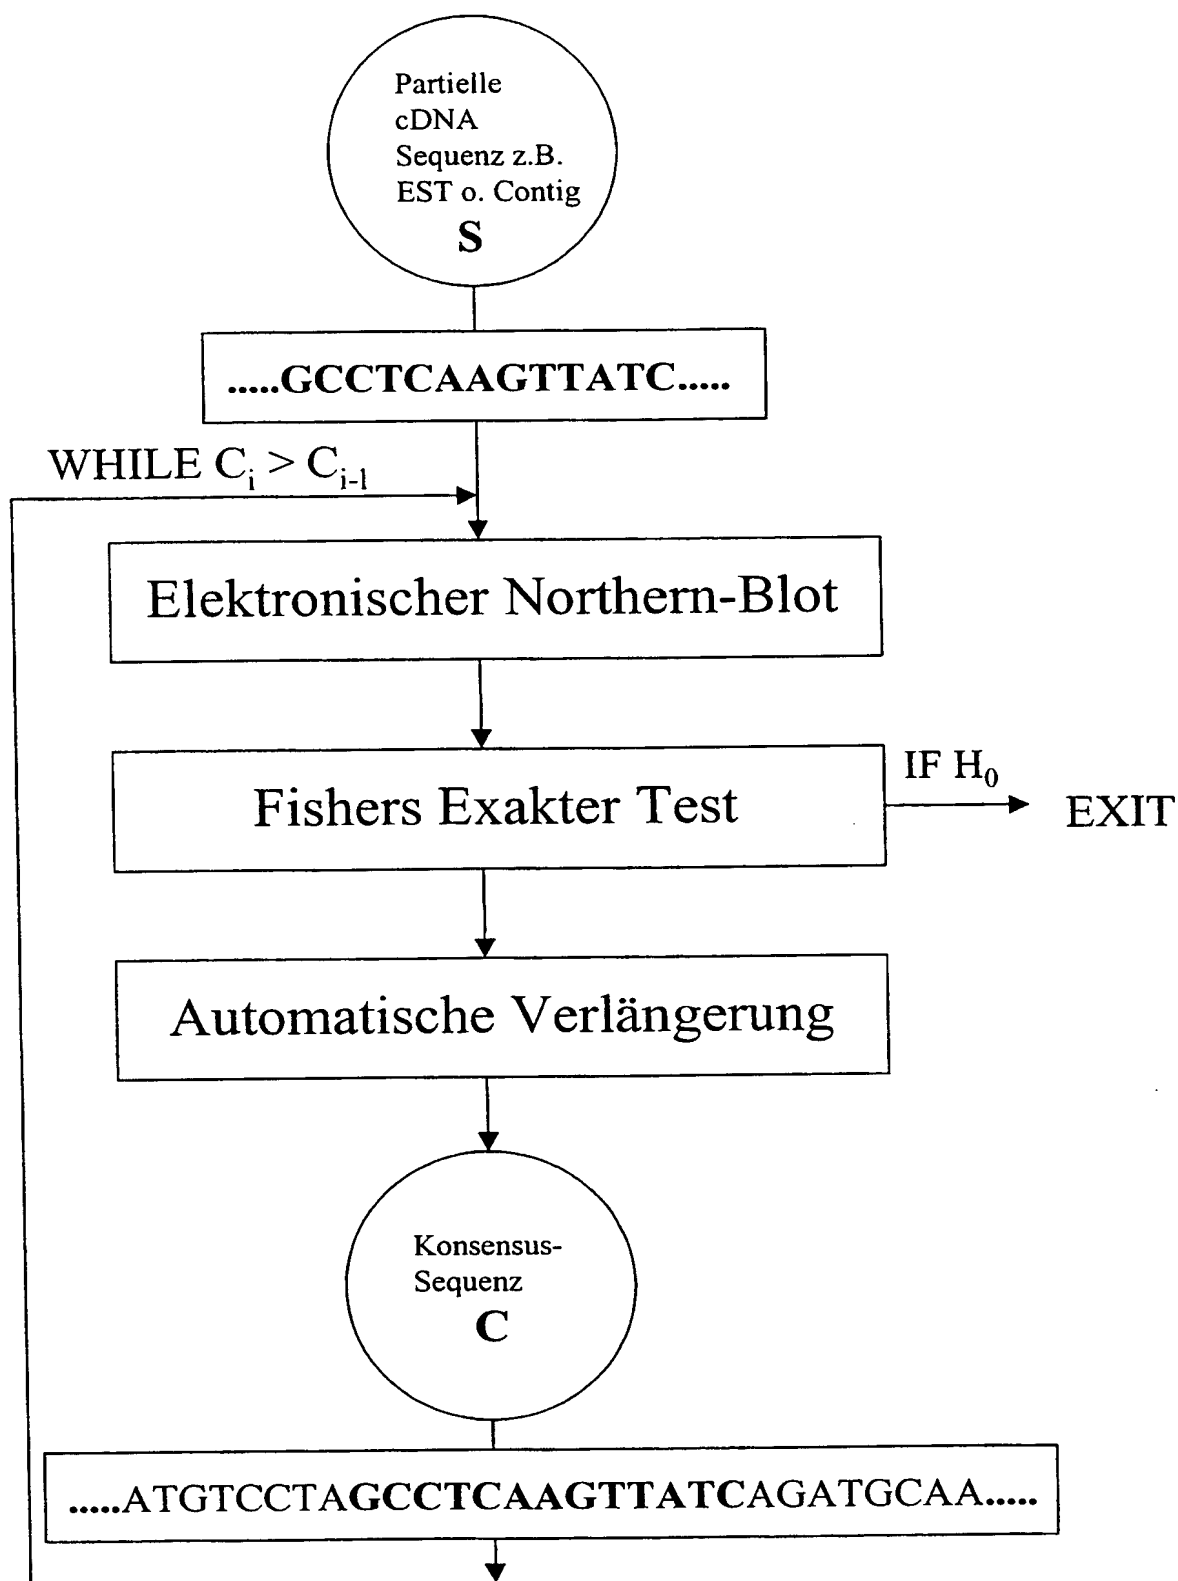 Partielle
cDNA
Sequenz z.B.
EST o. Contig
S
.....GCCTCAAGTTATC.....
WHILE Ci > Ci-1
Elektronischer Northern-Blot
Fishers Exakter Test
IF H0
EXIT
Automatische Verlängerung
Konsensus-
Sequenz
C
.....ATGTCCTAGCCTCAAGTTATCAGATGCAA.....